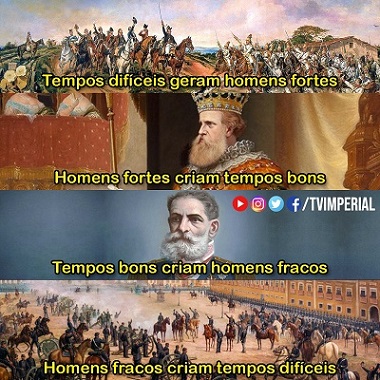 Tempos difíceis geram homens fortes
Homens fortes criam tempos bons
/TVIMPERIAL
Tempos bons criam homens fracos
Homens fracos criam tempos difíceis